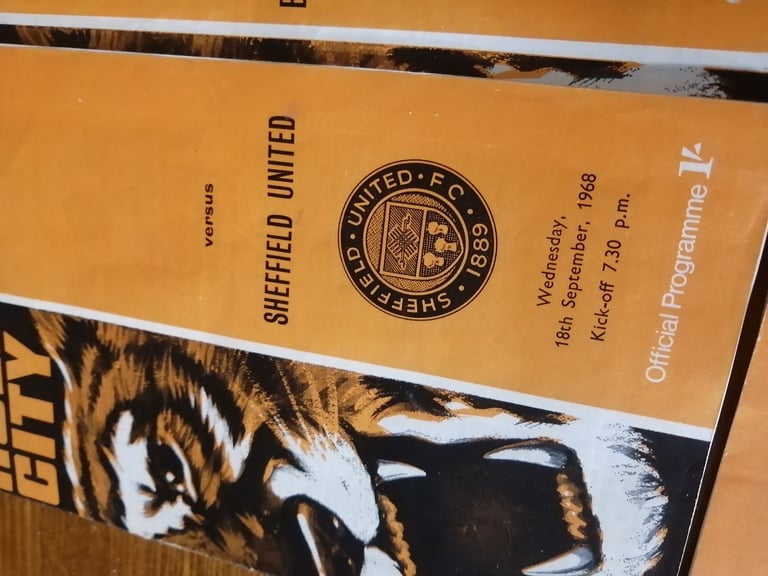 CITY
versus
SHEFFIELD UNITED
SHEFFIELD · UNITED · F C ·
1889
Wednesday,
18th September, 1968
Kick-off 7.30 p.m.
Official Programme 1/-